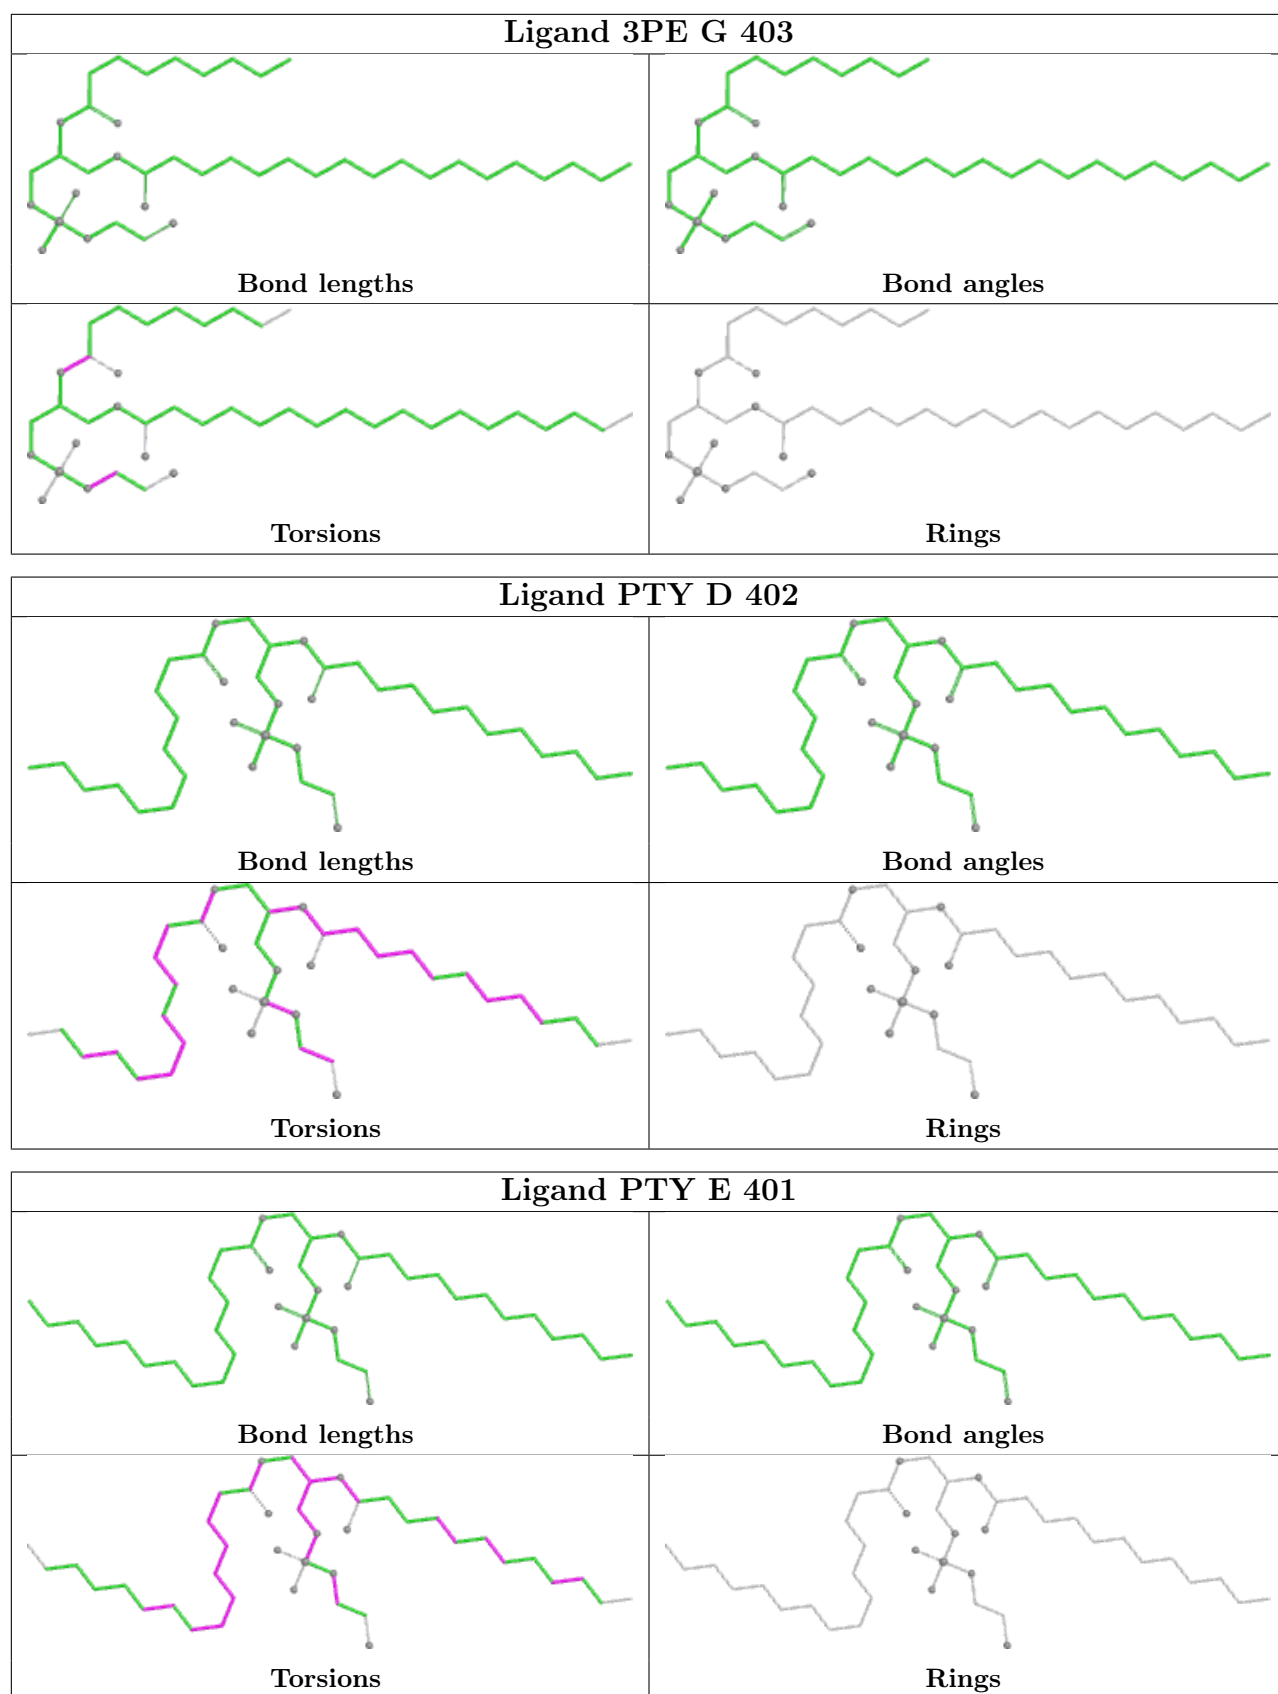 Ligand 3PE G 403
Bond lengths
Bond angles
Torsions
Rings
Ligand PTY D 402
Bond lengths
Bond angles
Torsions
Rings
Ligand PTY E 401
Bond lengths
Bond angles
Torsions
Rings